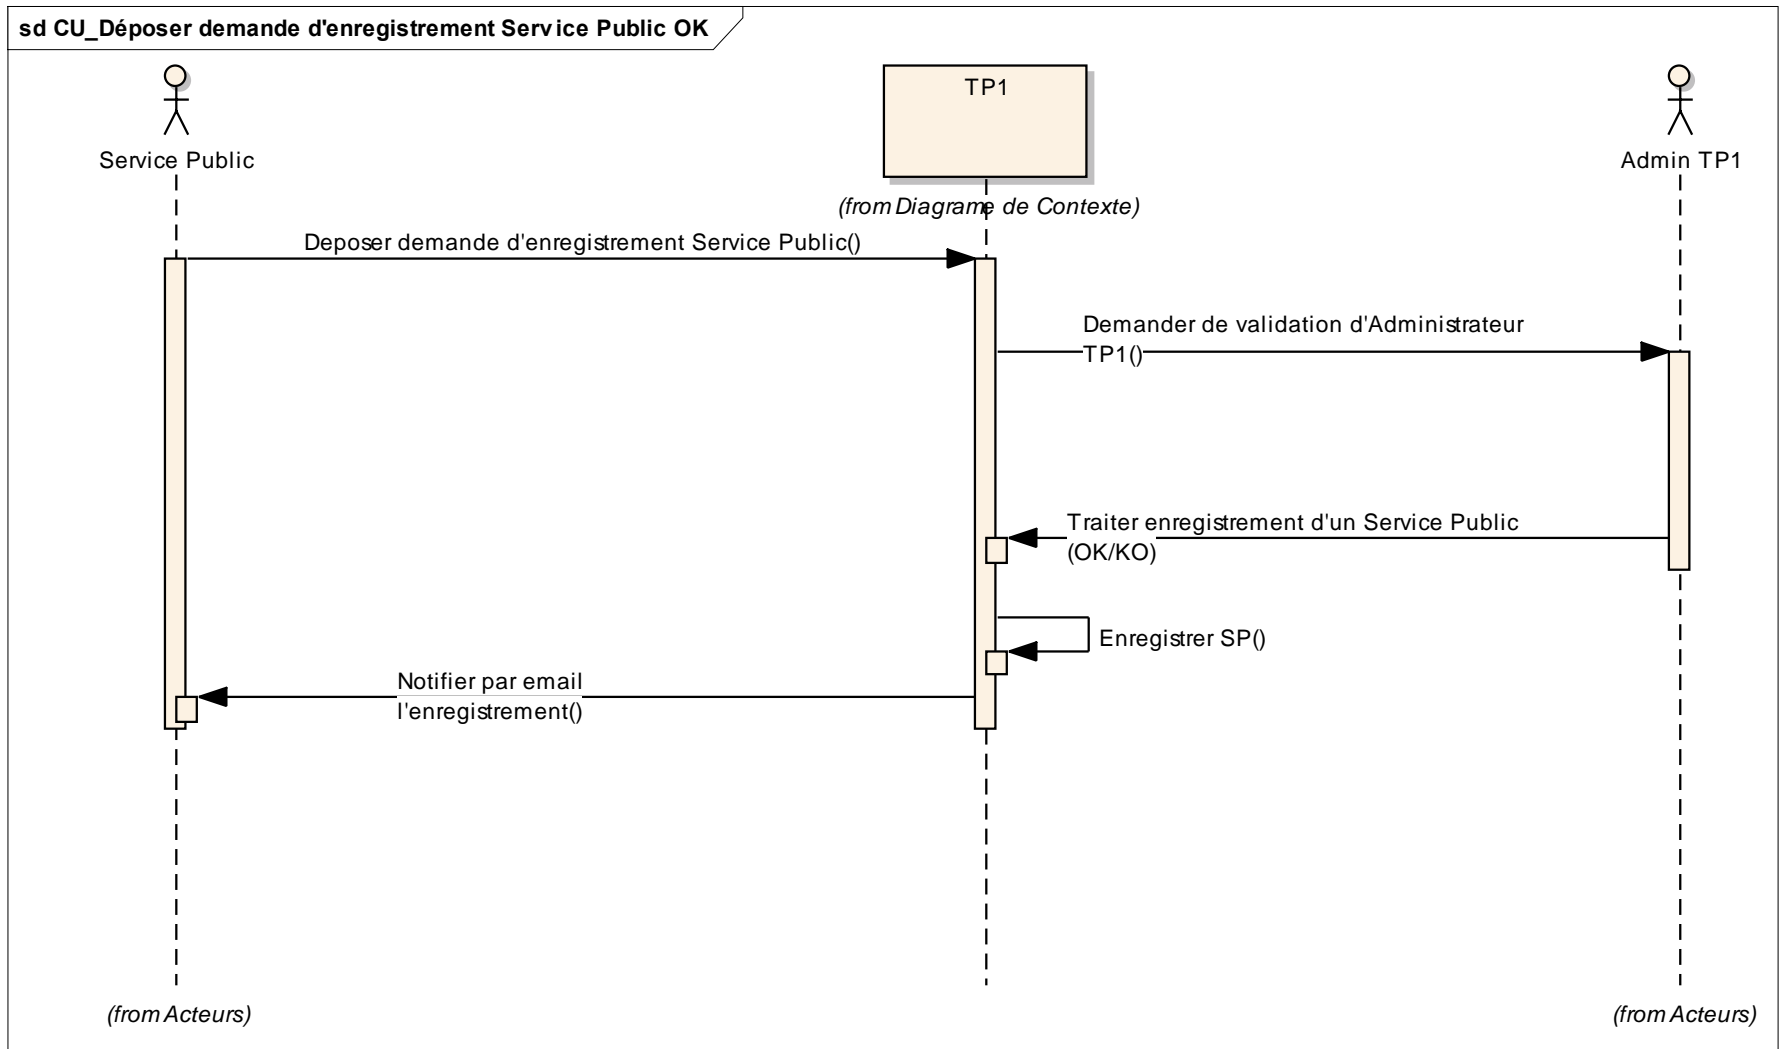 sd CU_Déposer demande d'enregistrement Service Public OK
TP1
Service Public
Admin TP1
(from Diagrame de Contexte)
Deposer demande d'enregistrement Service Public()
Demander de validation d'Administrateur
TP1()
Traiter enregistrement d'un Service Public
(OK/KO)
Enregistrer SP()
Notifier par email
l'enregistrement()
(from Acteurs)
(from Acteurs)